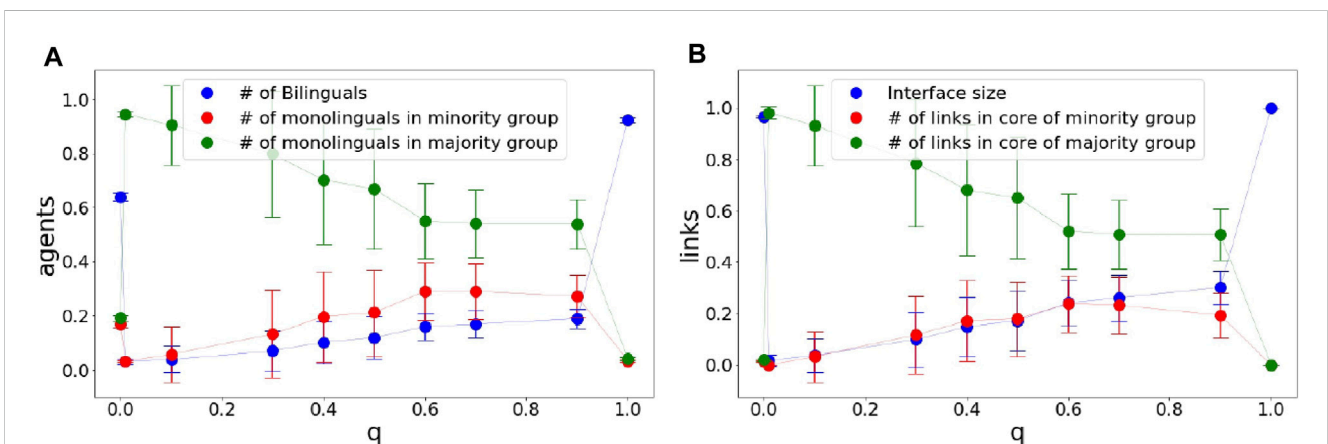 A
# of Bilinguals
# of monolinguals in minority group
# of monolinguals in majority group
agents
1.0
0.8
0.6
0.4
0.2
0.0
0.0 0.2 0.4 0.6 0.8 1.0
q
B
Interface size
# of links in core of minority group
# of links in core of majority group
links
1.0
0.8
0.6
0.4
0.2
0.0
0.0 0.2 0.4 0.6 0.8 1.0
q